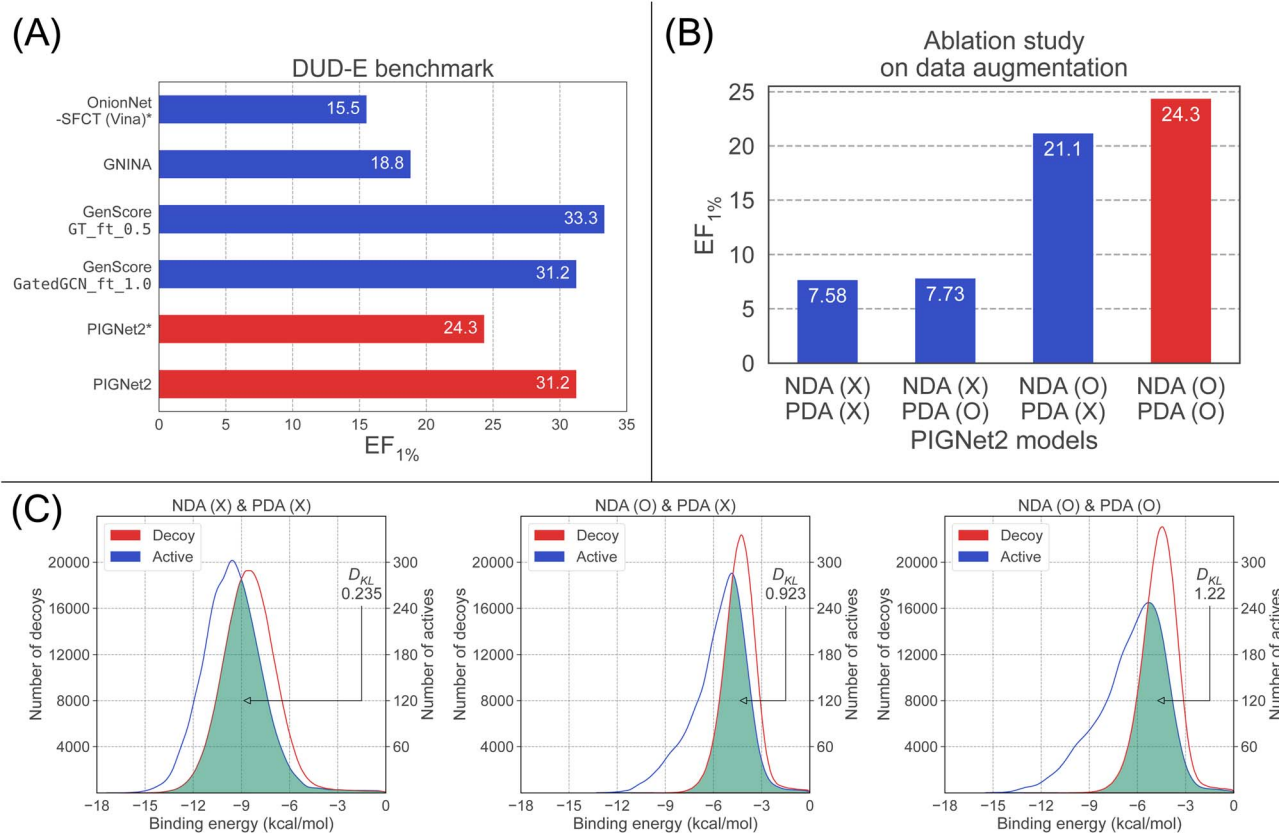 (A)
DUD-E benchmark
OnionNet
-SFCT (Vina)*
15.5
GNINA
18.8
GenScore
GT_ft_0.5
33.3
GenScore
GatedGCN_ft_1.0
31.2
PIGNet2*
24.3
PIGNet2
31.2
0 5 10 15 20 25 30 35
EF1%
(B)
Ablation study
on data augmentation
EF1%
25
20
15
10
5
0
7.58
7.73
21.1
24.3
NDA (X) NDA (X) NDA (O) NDA (O)
PDA (X) PDA (O) PDA (X) PDA (O)
PIGNet2 models
(C)
NDA (X) & PDA (X)
Decoy
Active
DKL
0.235
Number of decoys
20000
16000
12000
8000
4000
Number of actives
300
240
180
120
60
−18 −15 −12 −9 −6 −3 0
Binding energy (kcal/mol)
NDA (O) & PDA (X)
Decoy
Active
DKL
0.923
Number of decoys
20000
16000
12000
8000
4000
Number of actives
300
240
180
120
60
−18 −15 −12 −9 −6 −3 0
Binding energy (kcal/mol)
NDA (O) & PDA (O)
Decoy
Active
DKL
1.22
Number of decoys
20000
16000
12000
8000
4000
Number of actives
300
240
180
120
60
−18 −15 −12 −9 −6 −3 0
Binding energy (kcal/mol)